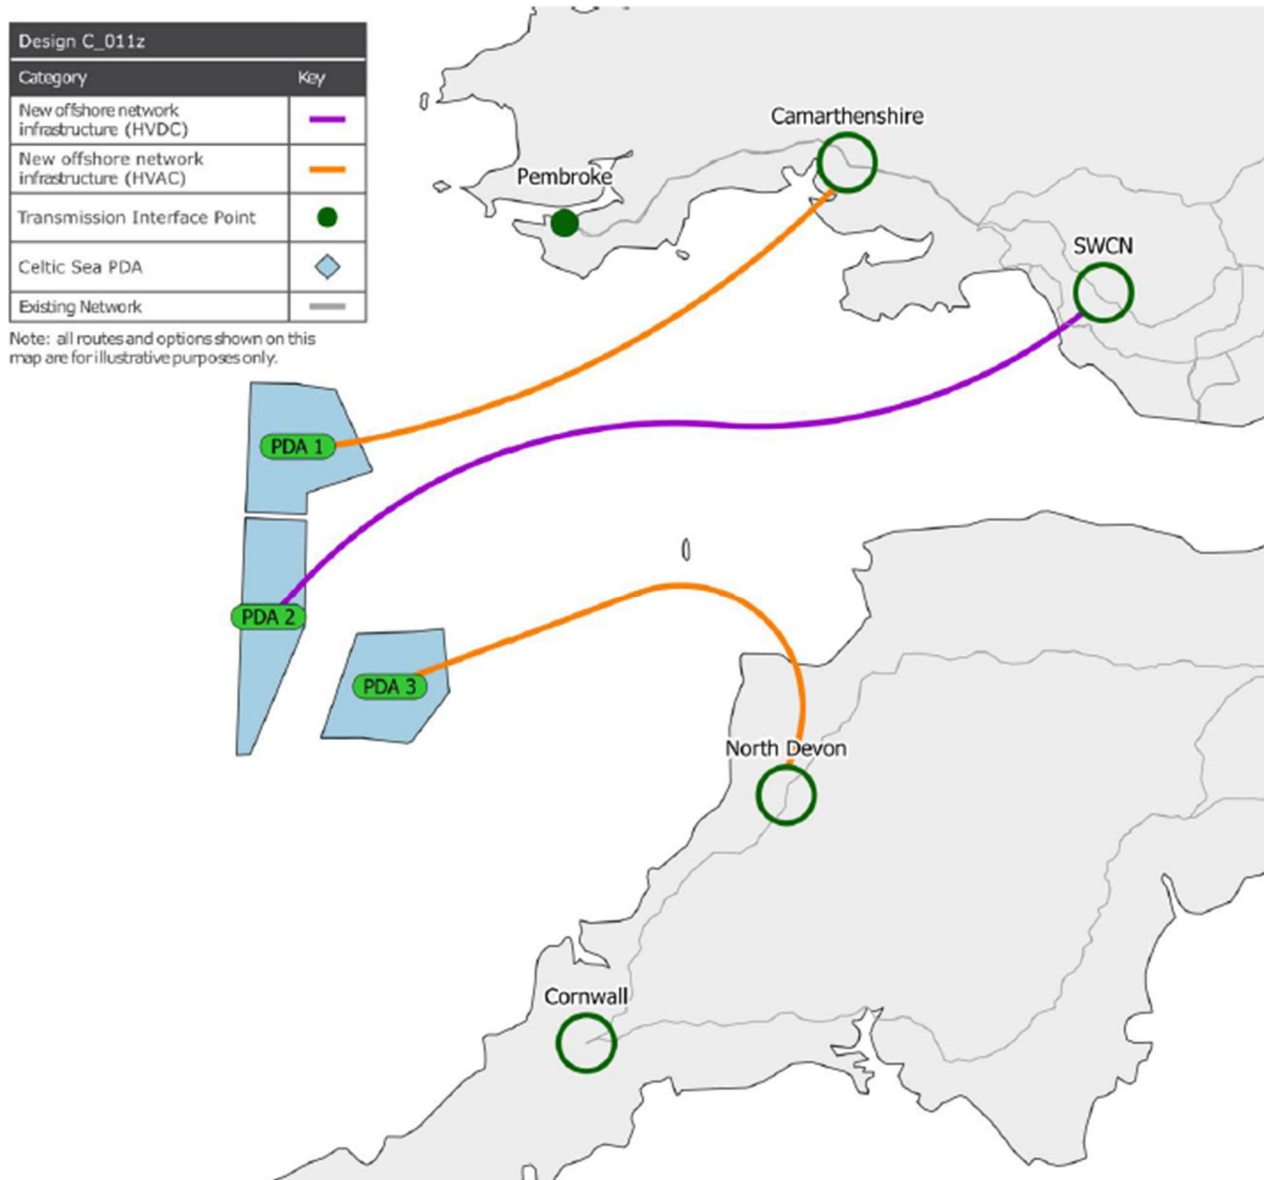 Design C_011z
Category Key
New offshore network
infrastructure (HVDC)
New offshore network
infrastructure (HVAC)
Transmission Interface Point
Celtic Sea PDA
Existing Network
Note: all routes and options shown on this
map are for illustrative purposes only.
Camarthenshire
Pembroke
SWCN
PDA 1
PDA 2
PDA 3
North Devon
Cornwall